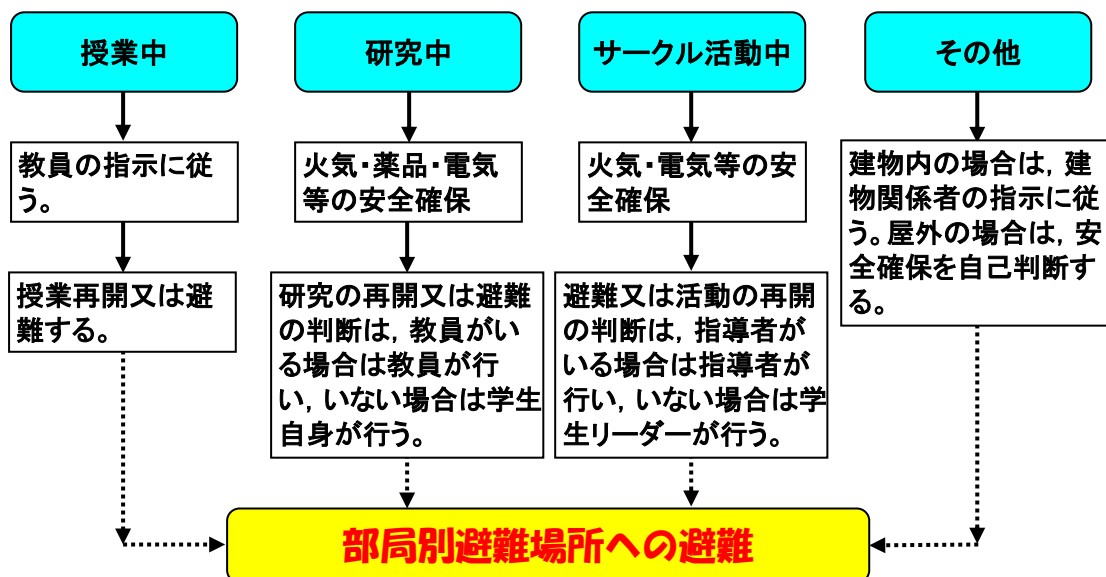 授業中
研究中
サークル活動中
その他
教員の指示に従
う。
火気・薬品・電気
等の安全確保
火気・電気等の安
全確保
建物内の場合は，建
物関係者の指示に従
う。屋外の場合は，安
全確保を自己判断す
る。
授業再開又は避
難する。
研究の再開又は避難
の判断は，教員がい
る場合は教員が行
い，いない場合は学生
自身が行う。
避難又は活動の再開
の判断は，指導者が
いる場合は指導者が
行い，いない場合は学
生リーダーが行う。
部局別避難場所への避難